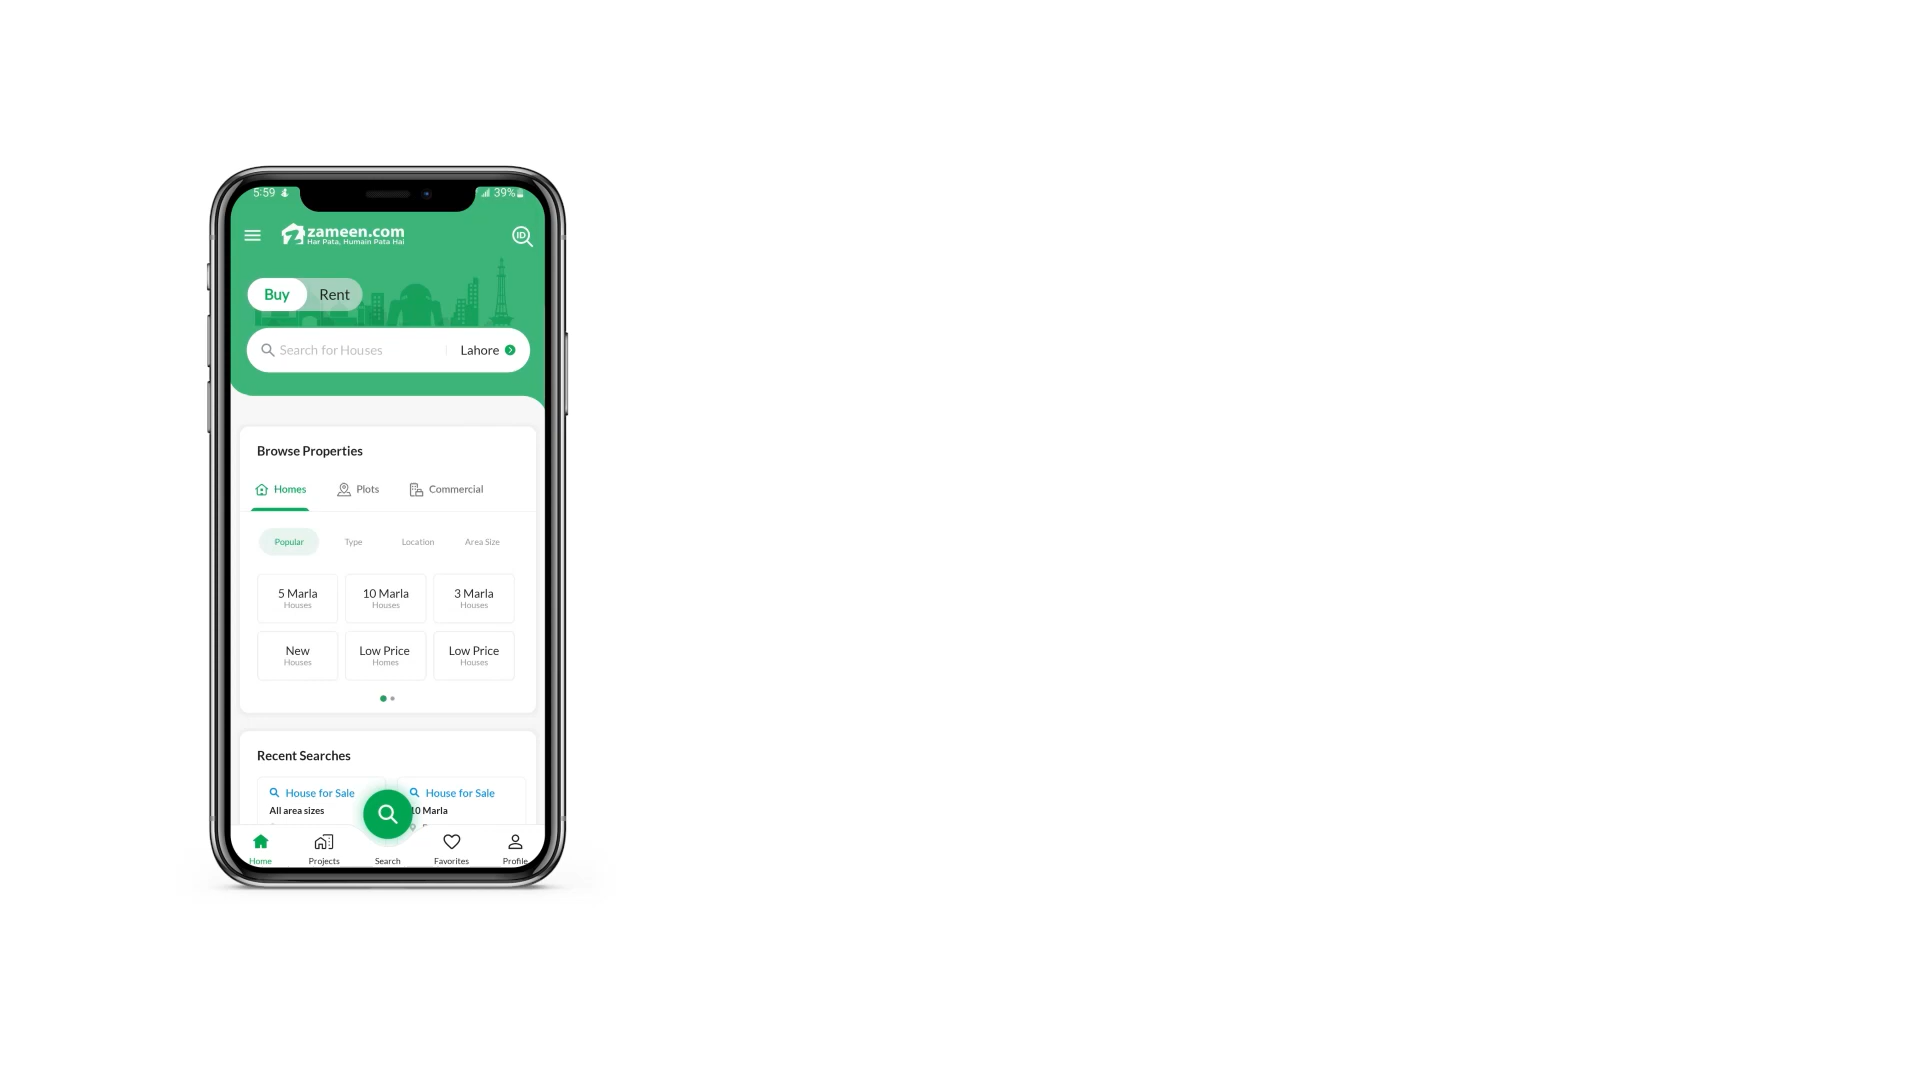 5:59
39%
zameen.com
Har Pata, Humain Pata Hai
ID
Buy Rent
Search for Houses Lahore
Browse Properties
Homes Plots Commercial
Popular Type Location Area Size
5 Marla 10 Marla 3 Marla
Houses Houses Houses
New Low Price Low Price
Houses Homes Houses
Recent Searches
House for Sale House for Sale
All area sizes 10 Marla
Home Projects Search Favorites Profile